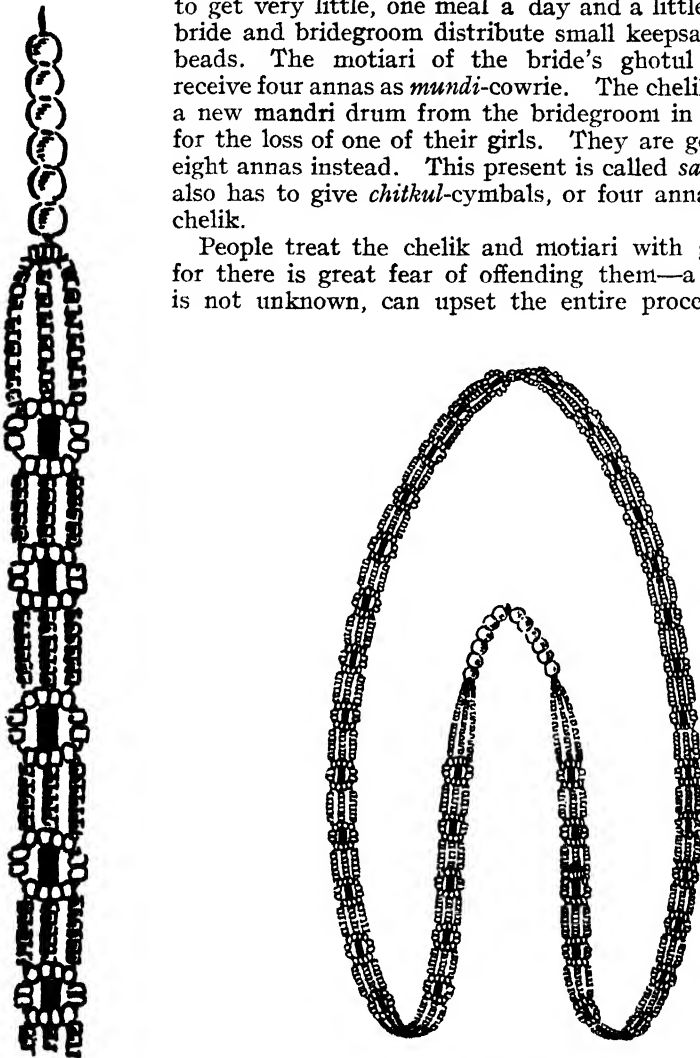 to get very little, one meal a day and a little
bride and bridegroom distribute small keepsa
beads. The motiari of the bride's ghotul
receive four annas as mundi-cowrie. The cheli
a new mandri drum from the bridegroom in
for the loss of one of their girls. They are g
eight annas instead. This present is called sa
also has to give chitkul-cymbals, or four anna
chelik.
People treat the chelik and motiari with
for there is great fear of offending them—a
is not unknown, can upset the entire proce